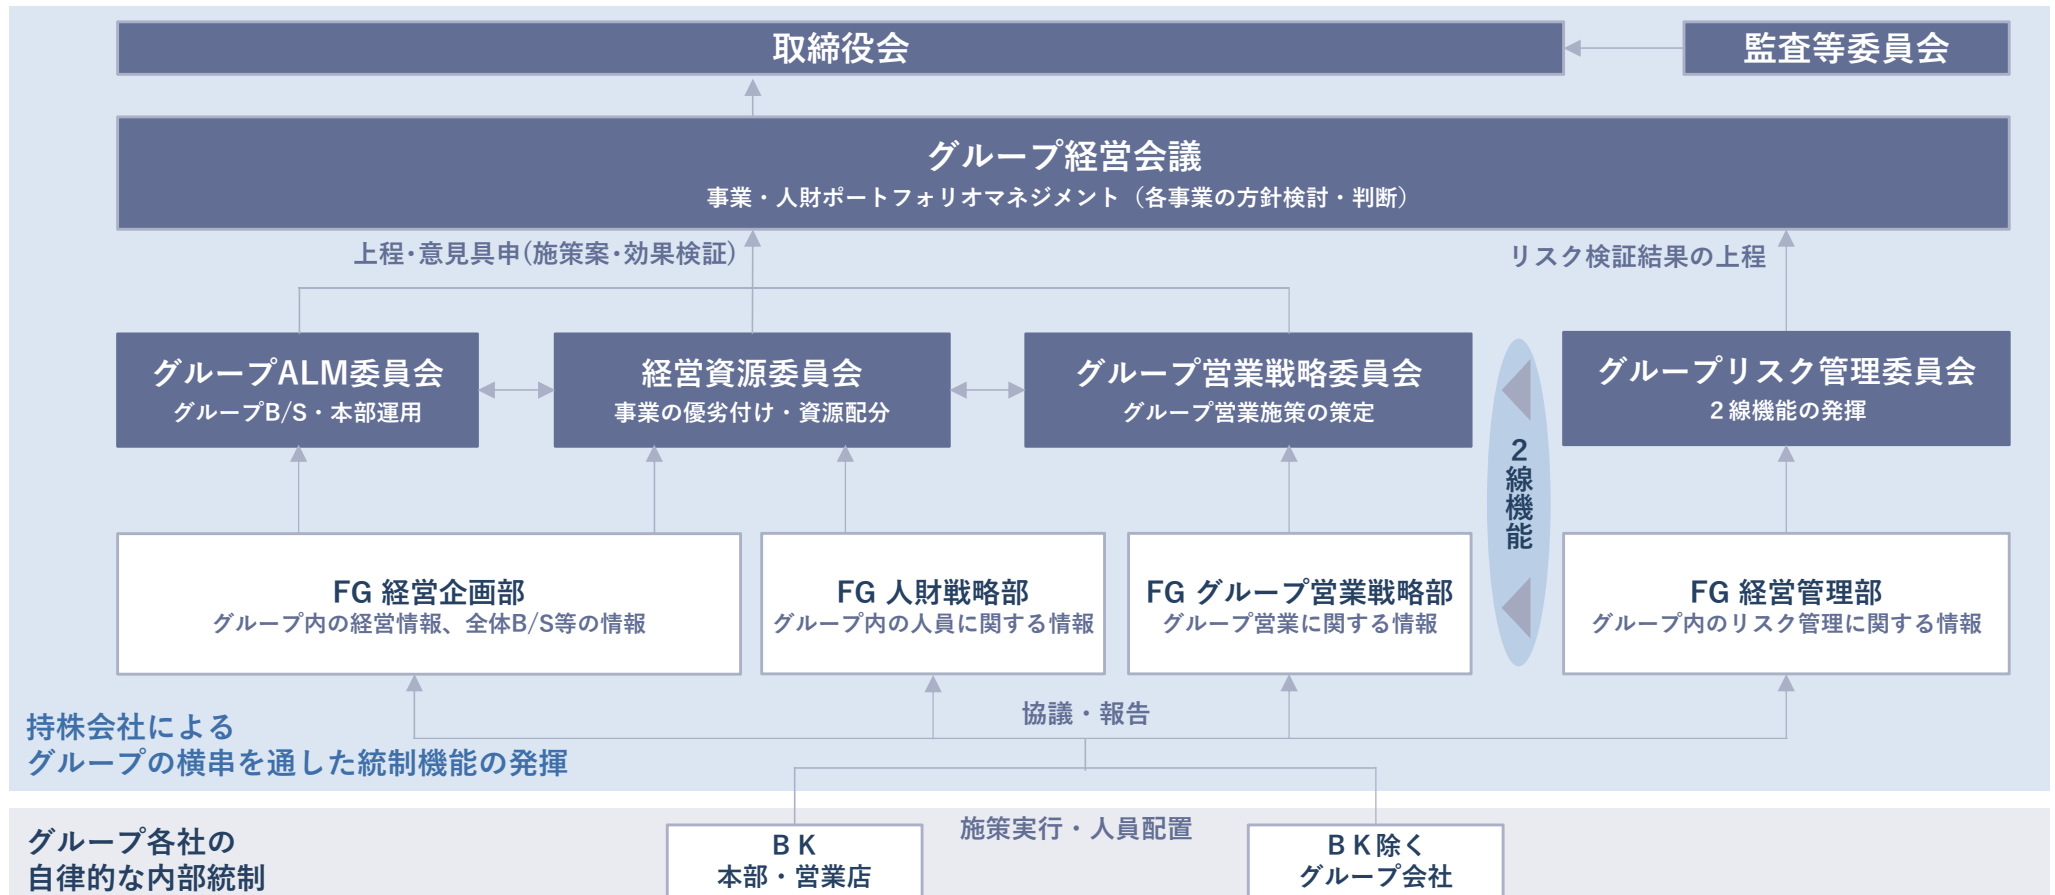 取締役会
監査等委員会
グループ経営会議
事業・人財ポートフォリオマネジメント（各事業の方針検討・判断）
上程･意見具申(施策案･効果検証)
リスク検証結果の上程
グループALM委員会
グループB/S・本部運用
経営資源委員会
事業の優劣付け・資源配分
グループ営業戦略委員会
グループ営業施策の策定
２線機能
グループリスク管理委員会
２線機能の発揮
FG 経営企画部
グループ内の経営情報、全体B/S等の情報
FG 人財戦略部
グループ内の人員に関する情報
FG グループ営業戦略部
グループ営業に関する情報
FG 経営管理部
グループ内のリスク管理に関する情報
協議・報告
持株会社による
グループの横串を通した統制機能の発揮
グループ各社の
自律的な内部統制
施策実行・人員配置
ＢＫ
本部・営業店
ＢＫ除く
グループ会社